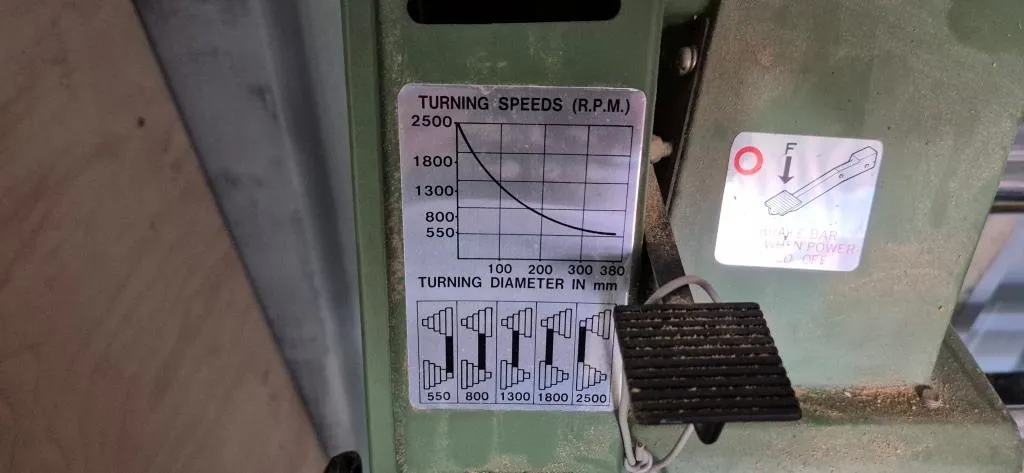 TURNING SPEEDS (R.P.M.)
2500
1800
1300
800
550
100 200 300 380
TURNING DIAMETER IN mm
550 800 1300 1800 2500
F
BAR
WHEN POWER
OFF